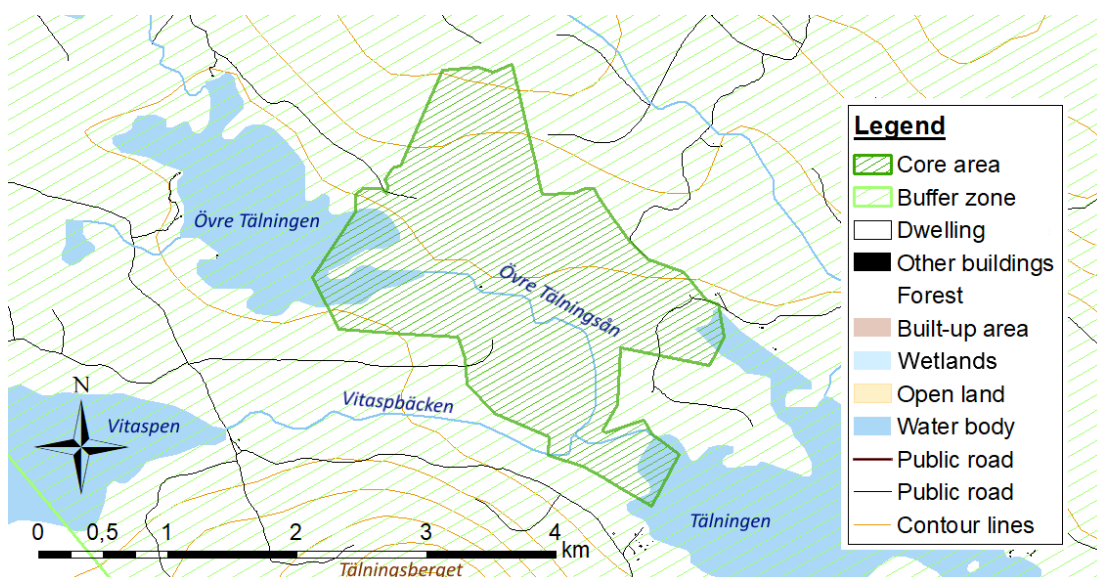 Övre Tälningen
Övre Tälningsån
Vitaspbäcken
Vitaspen
Tälningen
Tälningsberget
N
0 0,5 1 2 3 4
km
Legend
Core area
Buffer zone
Dwelling
Other buildings
Forest
Built-up area
Wetlands
Open land
Water body
Public road
Public road
Contour lines